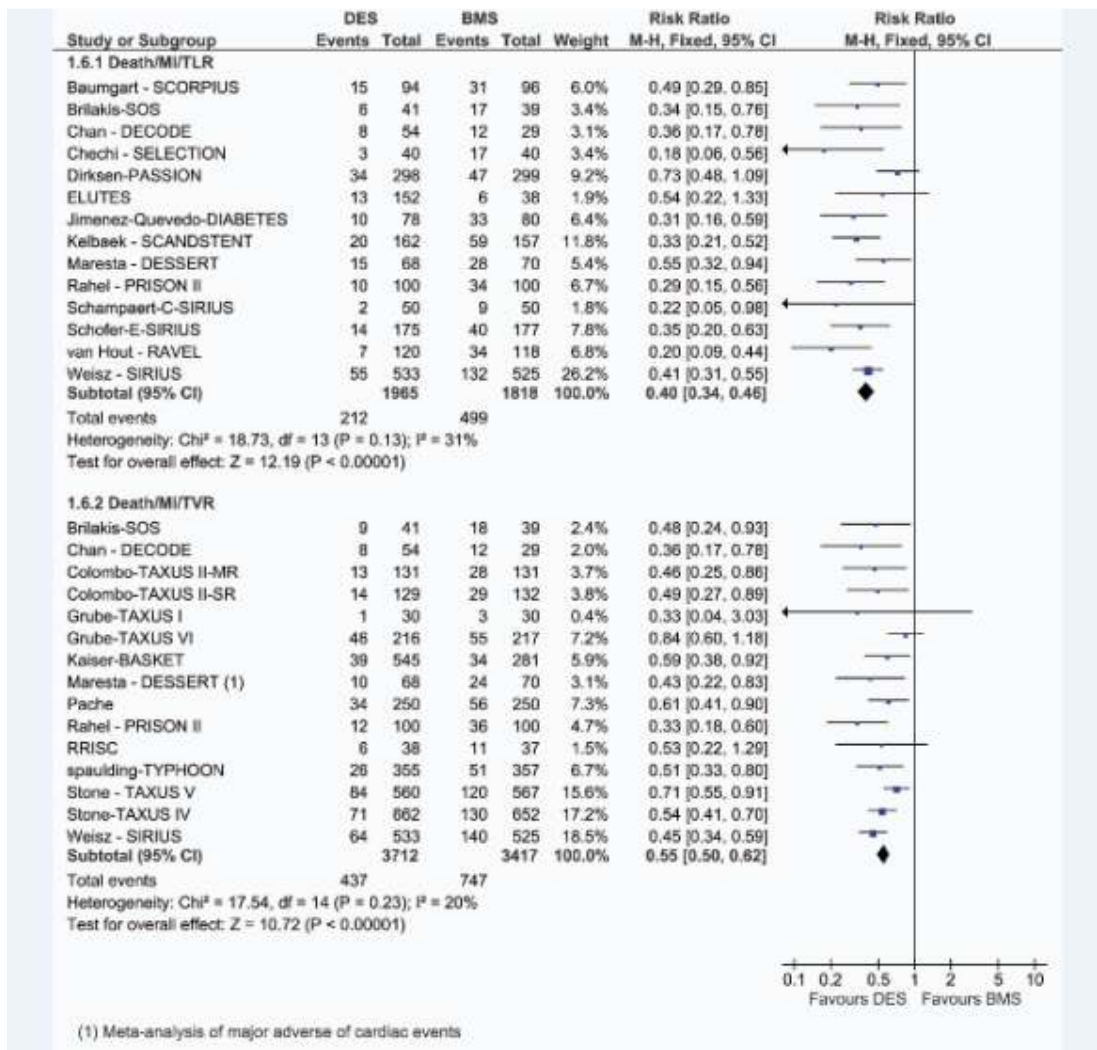 DES BMS Risk Ratio Risk Ratio
Study or Subgroup Events Total Events Total Weight M-H, Fixed, 95% CI M-H, Fixed, 95% CI
1.6.1 Death/MI/TLR
Baumgart - SCORPIUS 15 94 31 96 6.0% 0.49 [0.29, 0.85]
Brilakis-SOS 6 41 17 39 3.4% 0.34 [0.15, 0.76]
Chan - DECODE 8 54 12 29 3.1% 0.36 [0.17, 0.78]
Chechi - SELECTION 3 40 17 40 3.4% 0.18 [0.06, 0.56]
Dirksen-PASSION 34 298 47 299 9.2% 0.73 [0.48, 1.09]
ELUTES 13 152 6 38 1.9% 0.54 [0.22, 1.33]
Jimenez-Quevedo-DIABETES 10 78 33 80 6.4% 0.31 [0.16, 0.59]
Kelbaek - SCANDSTENT 20 162 59 157 11.8% 0.33 [0.21, 0.52]
Maresta - DESSERT 15 68 28 70 5.4% 0.55 [0.32, 0.94]
Rahel - PRISON II 10 100 34 100 6.7% 0.29 [0.15, 0.56]
Schampaert-C-SIRIUS 2 50 9 50 1.8% 0.22 [0.05, 0.98]
Schofer-E-SIRIUS 14 175 40 177 7.8% 0.35 [0.20, 0.63]
van Hout - RAVEL 7 120 34 118 6.8% 0.20 [0.09, 0.44]
Weisz - SIRIUS 55 533 132 525 26.2% 0.41 [0.31, 0.55]
Subtotal (95% CI) 1965 1818 100.0% 0.40 [0.34, 0.46]
Total events 212 499
Heterogeneity: Chi² = 18.73, df = 13 (P = 0.13); I² = 31%
Test for overall effect: Z = 12.19 (P < 0.00001)
1.6.2 Death/MI/TVR
Brilakis-SOS 9 41 18 39 2.4% 0.48 [0.24, 0.93]
Chan - DECODE 8 54 12 29 2.0% 0.36 [0.17, 0.78]
Colombo-TAXUS II-MR 13 131 28 131 3.7% 0.46 [0.25, 0.86]
Colombo-TAXUS II-SR 14 129 29 132 3.8% 0.49 [0.27, 0.89]
Grube-TAXUS I 1 30 3 30 0.4% 0.33 [0.04, 3.03]
Grube-TAXUS VI 46 216 55 217 7.2% 0.84 [0.60, 1.18]
Kaiser-BASKET 39 545 34 281 5.9% 0.59 [0.38, 0.92]
Maresta - DESSERT (1) 10 68 24 70 3.1% 0.43 [0.22, 0.83]
Pache 34 250 56 250 7.3% 0.61 [0.41, 0.90]
Rahel - PRISON II 12 100 36 100 4.7% 0.33 [0.18, 0.60]
RRISC 6 38 11 37 1.5% 0.53 [0.22, 1.29]
spaulding-TYPHOON 26 355 51 357 6.7% 0.51 [0.33, 0.80]
Stone - TAXUS V 84 560 120 567 15.6% 0.71 [0.55, 0.91]
Stone-TAXUS IV 71 662 130 652 17.2% 0.54 [0.41, 0.70]
Weisz - SIRIUS 64 533 140 525 18.5% 0.45 [0.34, 0.59]
Subtotal (95% CI) 3712 3417 100.0% 0.55 [0.50, 0.62]
Total events 437 747
Heterogeneity: Chi² = 17.54, df = 14 (P = 0.23); I² = 20%
Test for overall effect: Z = 10.72 (P < 0.00001)
0.1 0.2 0.5 1 2 5 10
Favours DES Favours BMS
(1) Meta-analysis of major adverse of cardiac events